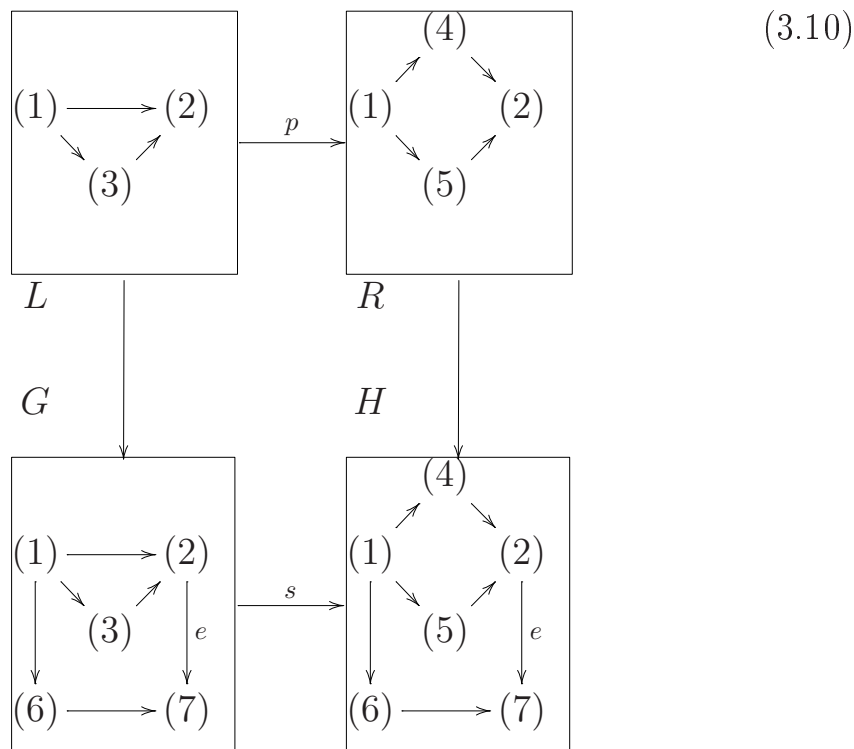 (4) (3.10)
(1) (2) (1) (2)
p
(3) (5)
L R
G H
(4)
(1) (2) (1) (2)
s
(3) e (5) e
(6) (7) (6) (7)